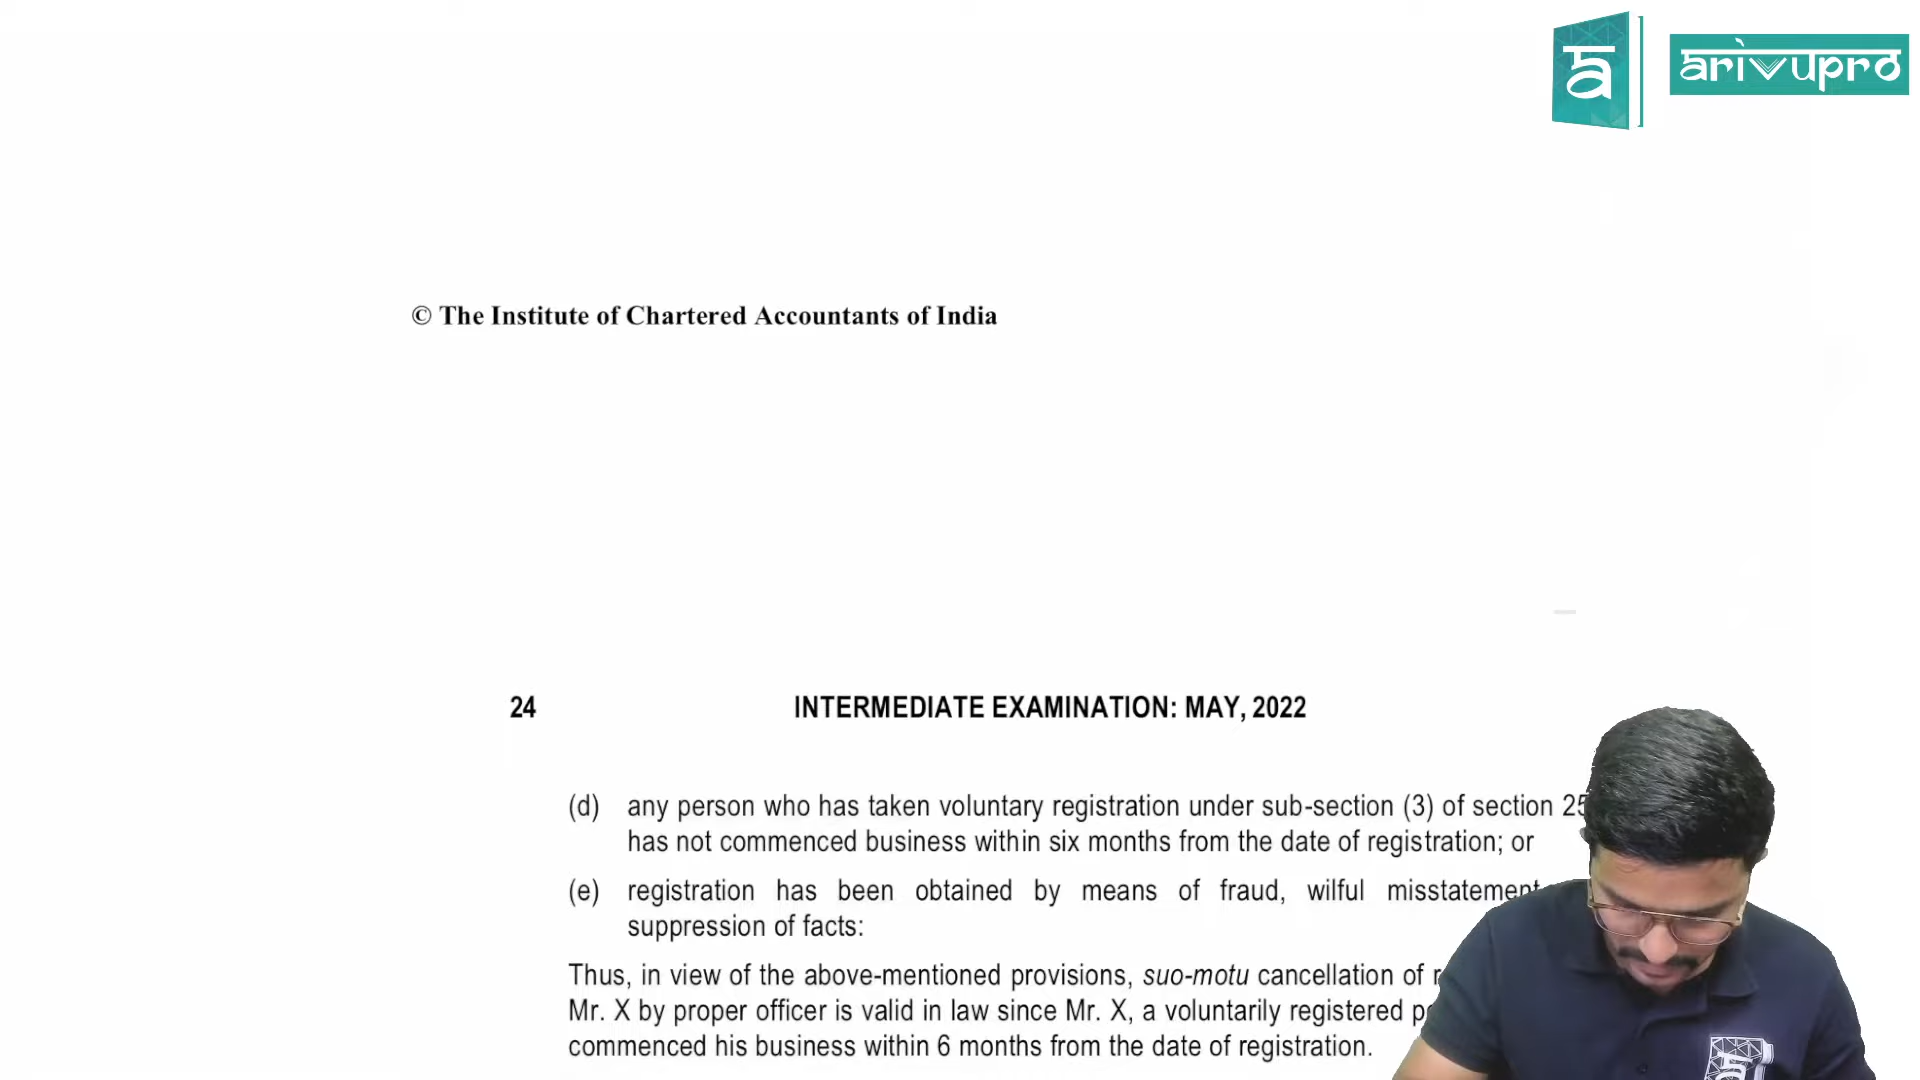 a
arivupro
© The Institute of Chartered Accountants of India
24 INTERMEDIATE EXAMINATION: MAY, 2022
(d) any person who has taken voluntary registration under sub-section (3) of section
has not commenced business within six months from the date of registration; or
(e) registration has been obtained by means of fraud, wilful misstatement
suppression of facts:
Thus, in view of the above-mentioned provisions, suo-motu cancellation of
Mr. X by proper officer is valid in law since Mr. X, a voluntarily registered
commenced his business within 6 months from the date of registration.